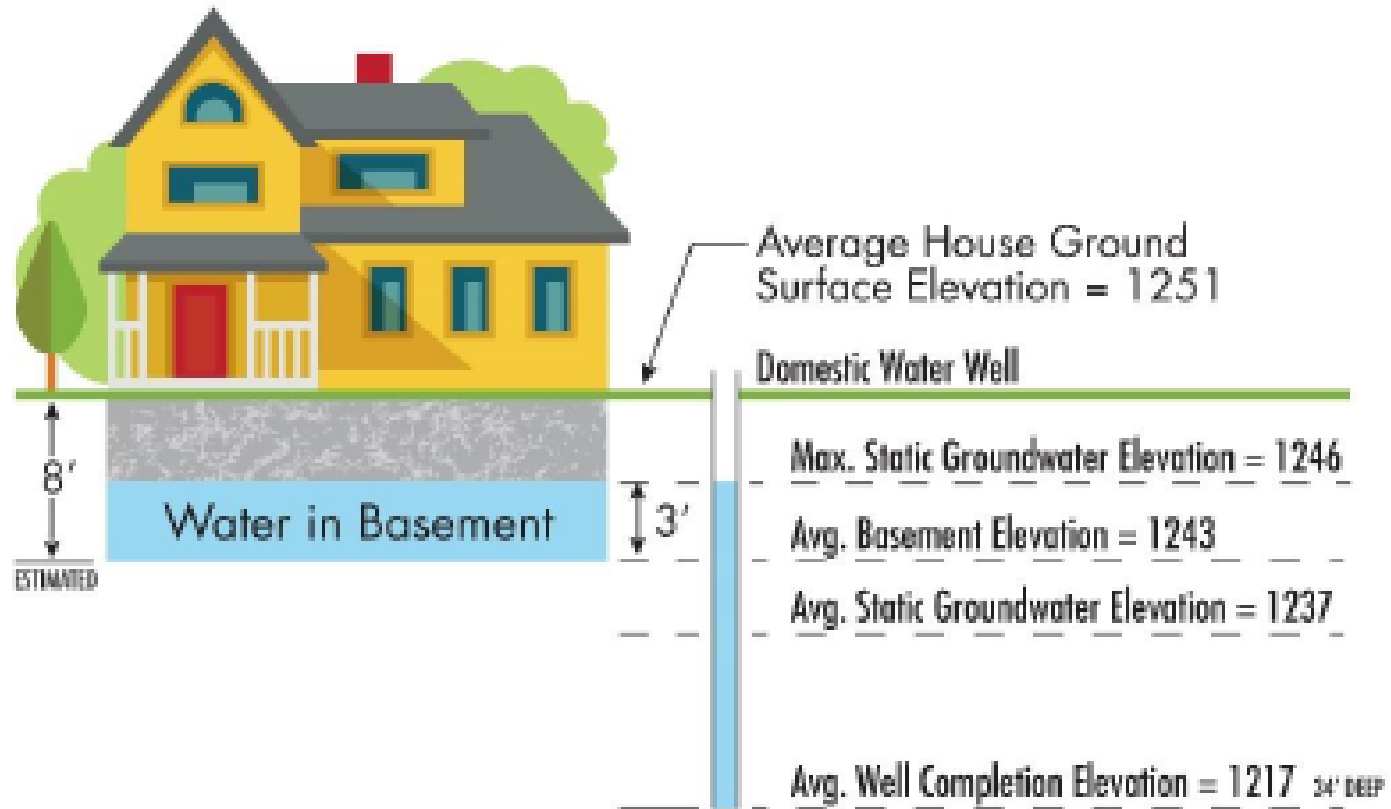 Average House Ground
Surface Elevation = 1251
Domestic Water Well
Max. Static Groundwater Elevation = 1246
8'
Water in Basement
3'
Avg. Basement Elevation = 1243
ESTIMATED
Avg. Static Groundwater Elevation = 1237
Avg. Well Completion Elevation = 1217 34' DEEP